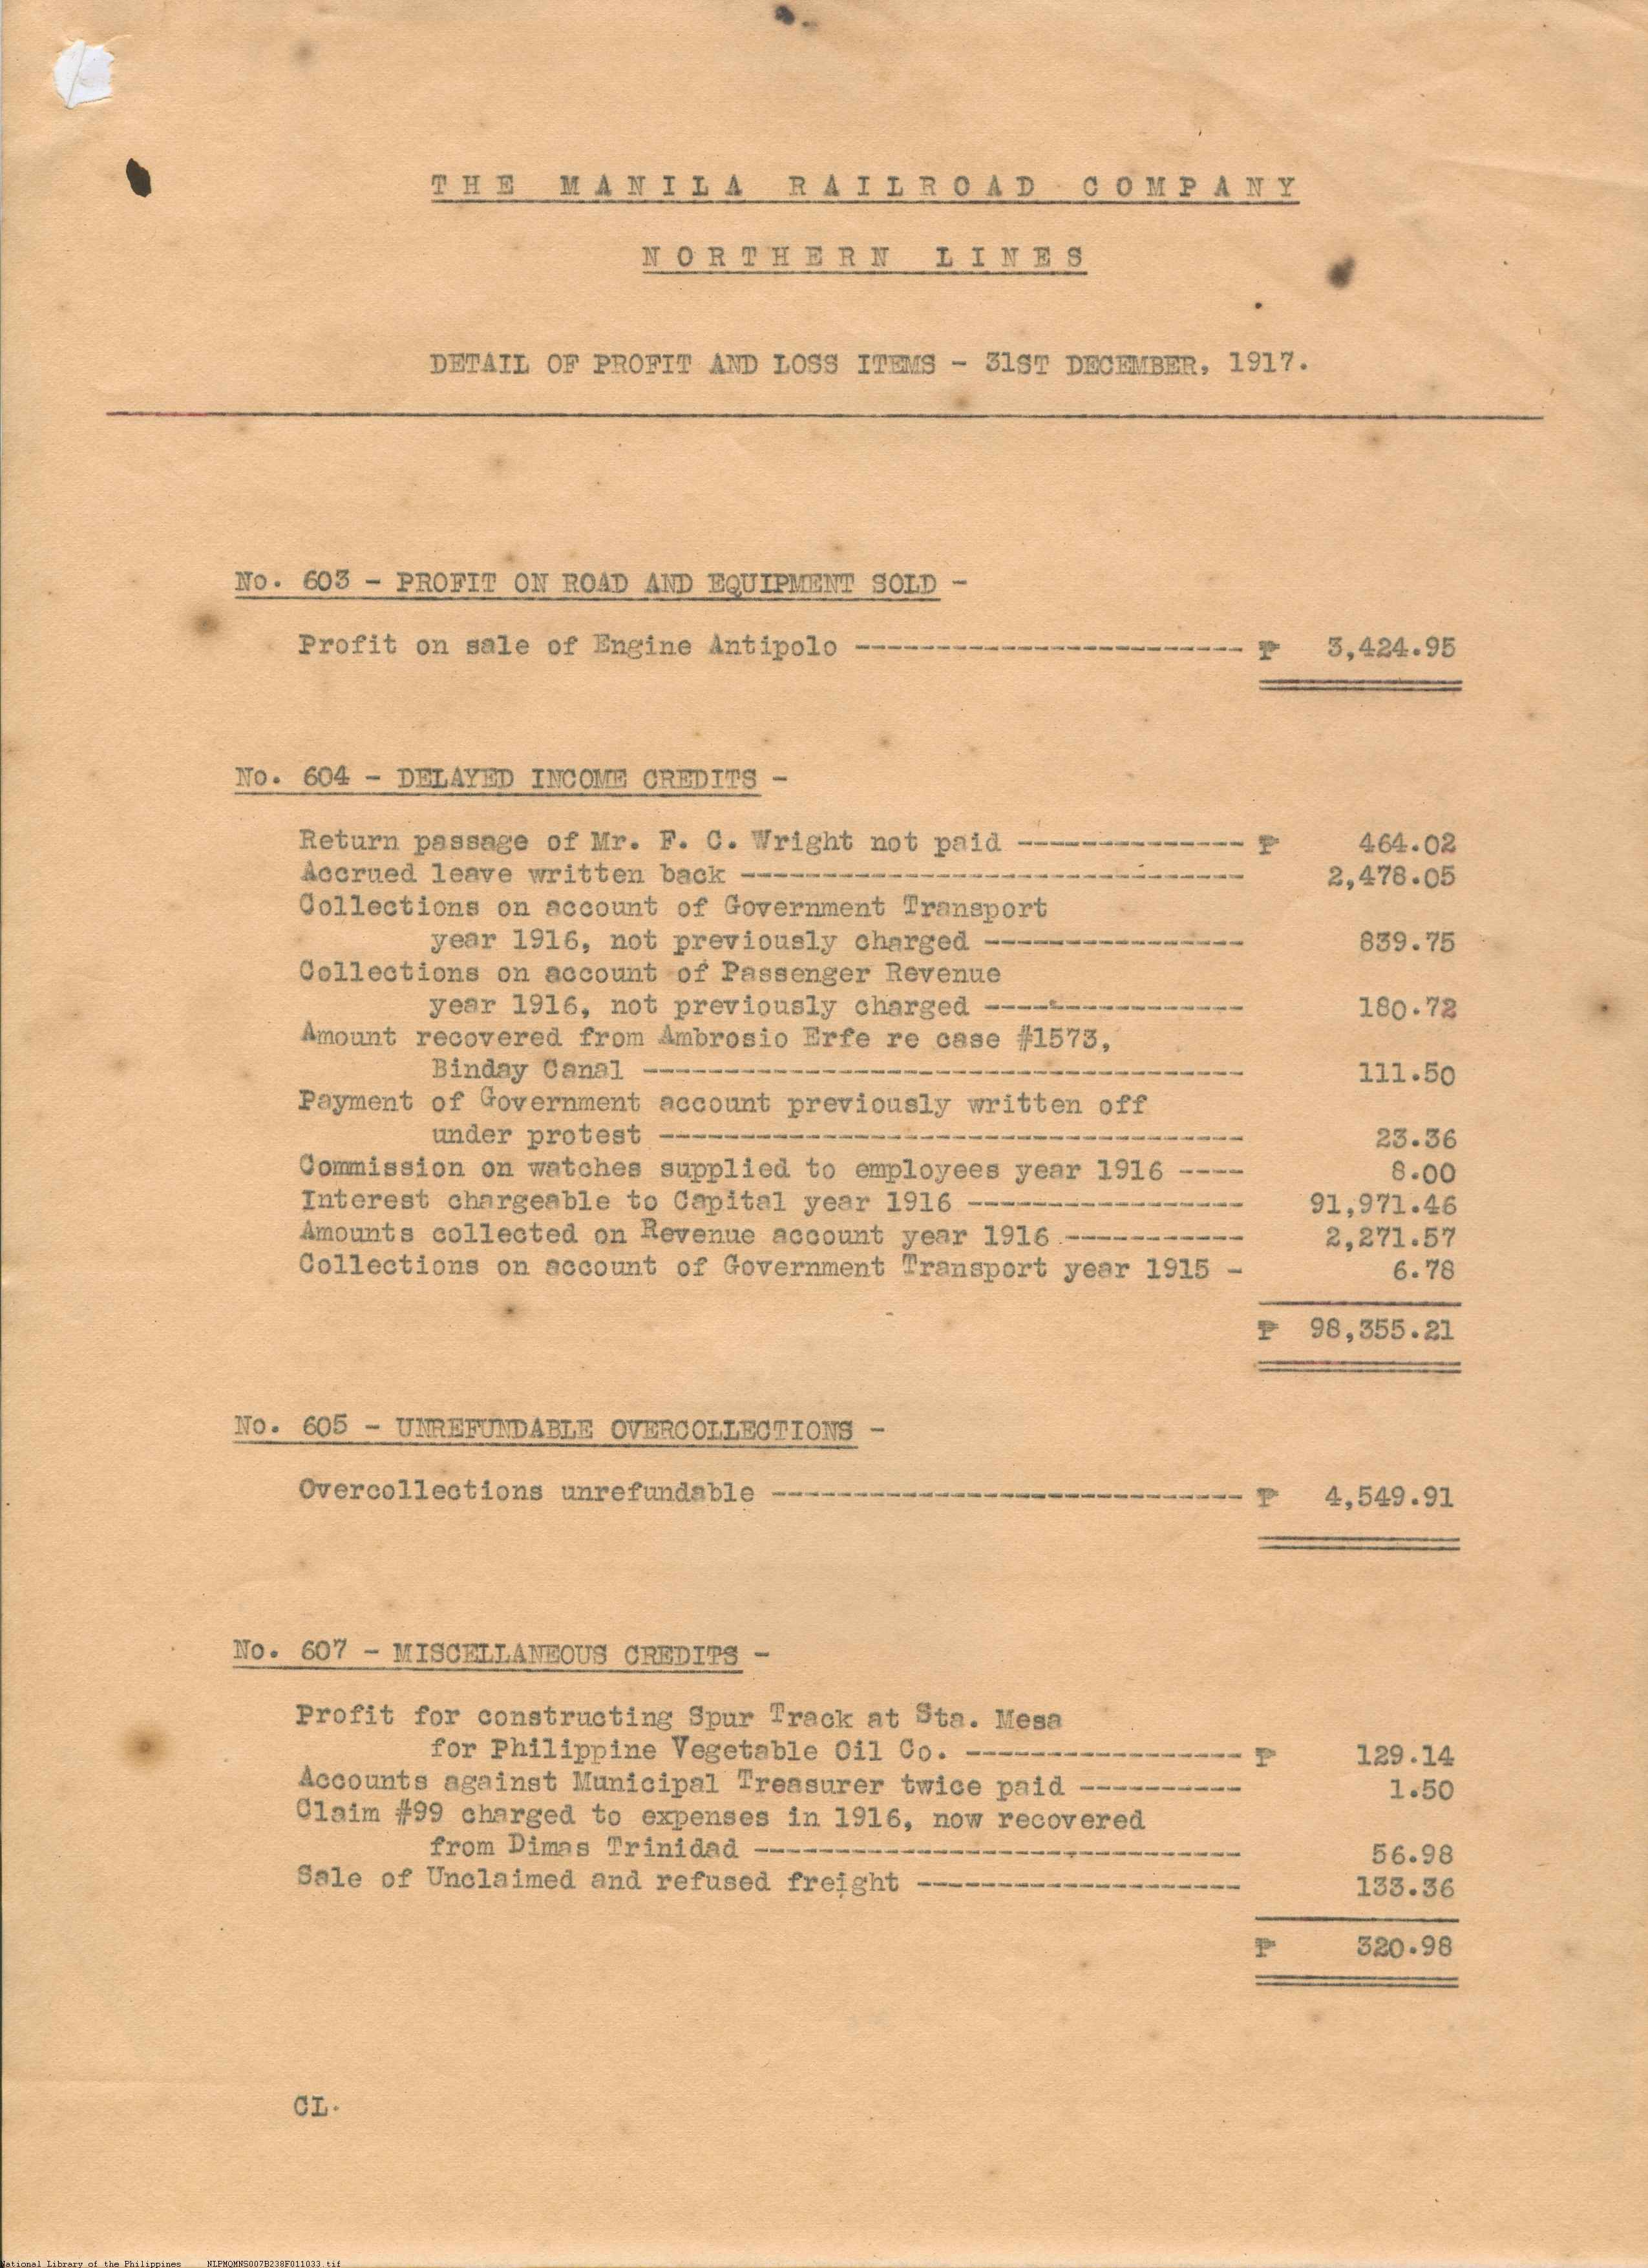 THE MANILA RAILROAD COMPANY
NORTHERN LINES
DETAIL OF PROFIT AND LOSS ITEMS - 31ST DECEMBER, 1917.
No. 603 - PROFIT ON ROAD AND EQUIPMENT SOLD -
Profit on sale of Engine Antipolo ------------------------ ₱ 3,424.95
No. 604 - DELAYED INCOME CREDITS -
Return passage of Mr. F. C. Wright not paid -------------- ₱ 464.02
Accrued leave written back ------------------------------- 2,478.05
Collections on account of Government Transport
year 1916, not previously charged ---------------- 839.75
Collections on account of Passenger Revenue
year 1916, not previously charged ---------------- 180.72
Amount recovered from Ambrosio Erfe re case #1573,
Binday Canal ------------------------------------- 111.50
Payment of Government account previously written off
under protest ------------------------------------ 23.36
Commission on watches supplied to employees year 1916 ---- 8.00
Interest chargeable to Capital year 1916 ----------------- 91,971.46
Amounts collected on Revenue account year 1916 ----------- 2,271.57
Collections on account of Government Transport year 1915 - 6.78
₱ 98,355.21
No. 605 - UNREFUNDABLE OVERCOLLECTIONS -
Overcollections unrefundable ----------------------------- ₱ 4,549.91
No. 607 - MISCELLANEOUS CREDITS -
Profit for constructing Spur Track at Sta. Mesa
for Philippine Vegetable Oil Co. ----------------- ₱ 129.14
Accounts against Municipal Treasurer twice paid ---------- 1.50
Claim #99 charged to expenses in 1916, now recovered
from Dimas Trinidad ------------------------------ 56.98
Sale of Unclaimed and refused freight -------------------- 133.36
₱ 320.98
CL.
National Library of the Philippines NLPMQMNS007B238F011033.tif